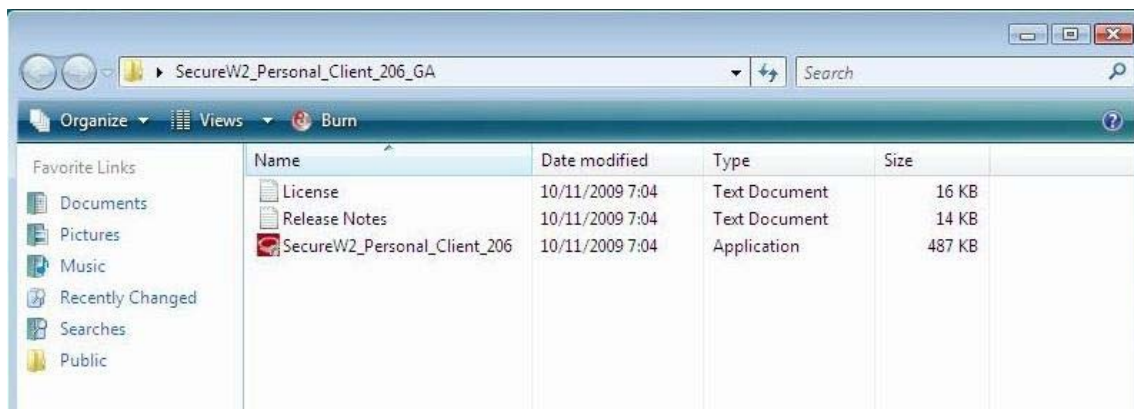 SecureW2_Personal_Client_206_GA
Search
Organize Views Burn
Favorite Links
Documents
Pictures
Music
Recently Changed
Searches
Public
Name Date modified Type Size
License 10/11/2009 7:04 Text Document 16 KB
Release Notes 10/11/2009 7:04 Text Document 14 KB
SecureW2_Personal_Client_206 10/11/2009 7:04 Application 487 KB